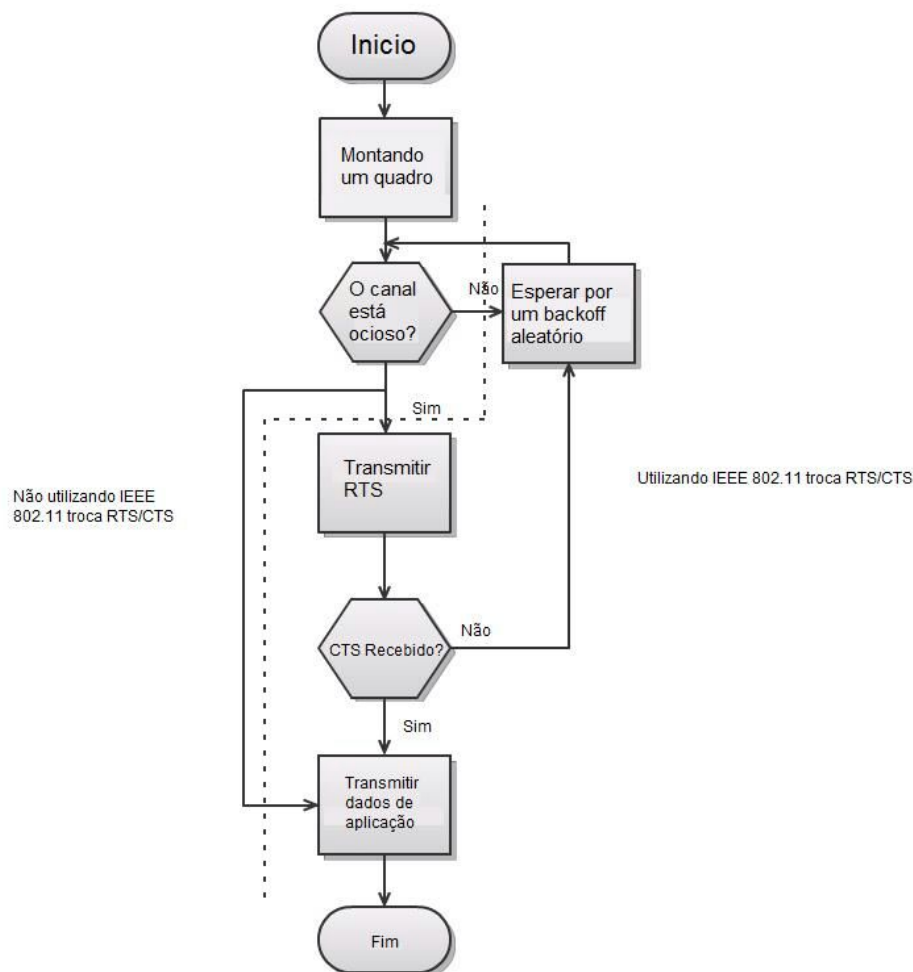 Inicio
Montando
um quadro
O canal
está
ocioso?
Não
Esperar por
um backoff
aleatório
Sim
Transmitir
RTS
Não utilizando IEEE
802.11 troca RTS/CTS
Utilizando IEEE 802.11 troca RTS/CTS
CTS Recebido?
Não
Sim
Transmitir
dados de
aplicação
Fim